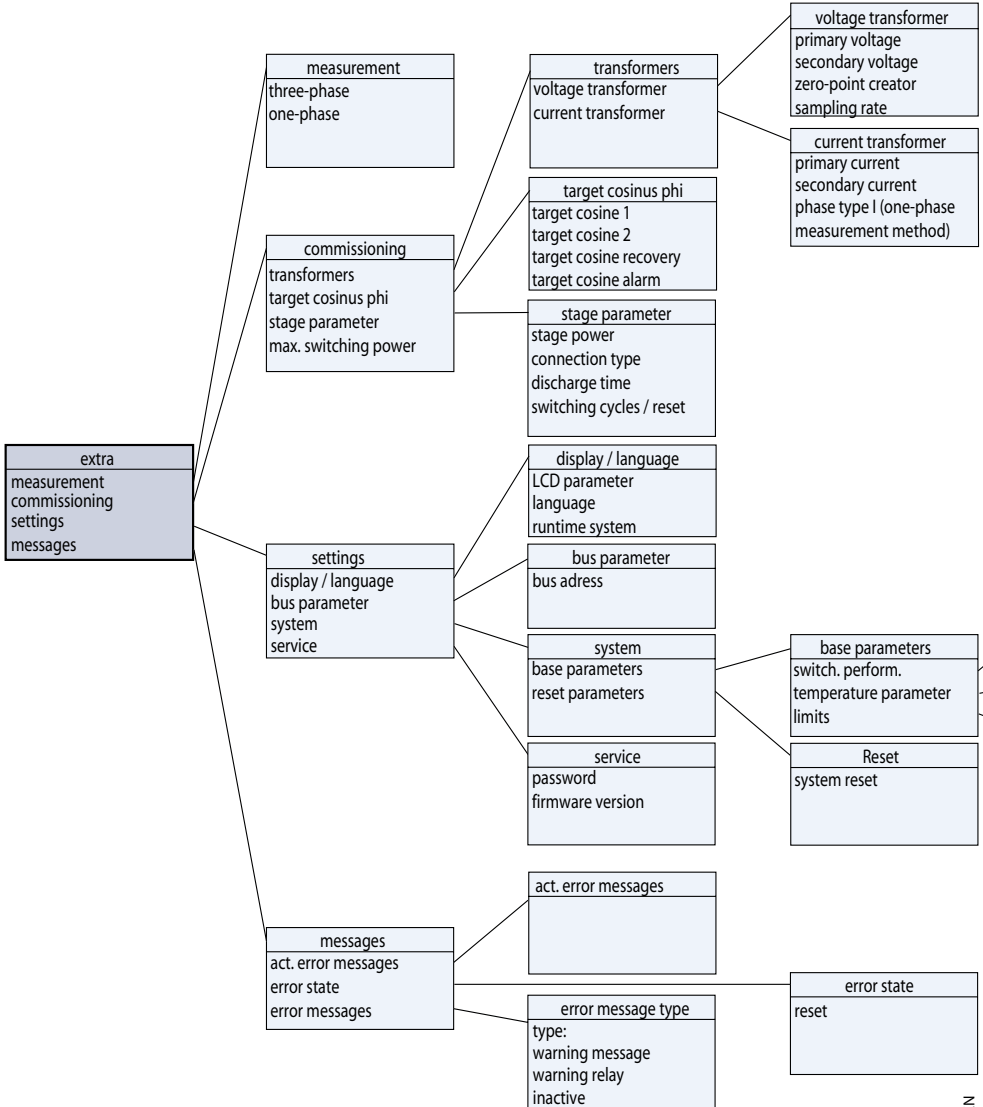 extra
measurement
commissioning
settings
messages
measurement
three-phase
one-phase
commissioning
transformers
target cosinus phi
stage parameter
max. switching power
settings
display / language
bus parameter
system
service
messages
act. error messages
error state
error messages
transformers
voltage transformer
current transformer
target cosinus phi
target cosine 1
target cosine 2
target cosine recovery
target cosine alarm
stage parameter
stage power
connection type
discharge time
switching cycles / reset
display / language
LCD parameter
language
runtime system
bus parameter
bus adress
system
base parameters
reset parameters
service
password
firmware version
act. error messages
error message type
type:
warning message
warning relay
inactive
voltage transformer
primary voltage
secondary voltage
zero-point creator
sampling rate
current transformer
primary current
secondary current
phase type l (one-phase
measurement method)
base parameters
switch. perform.
temperature parameter
limits
Reset
system reset
error state
reset
N